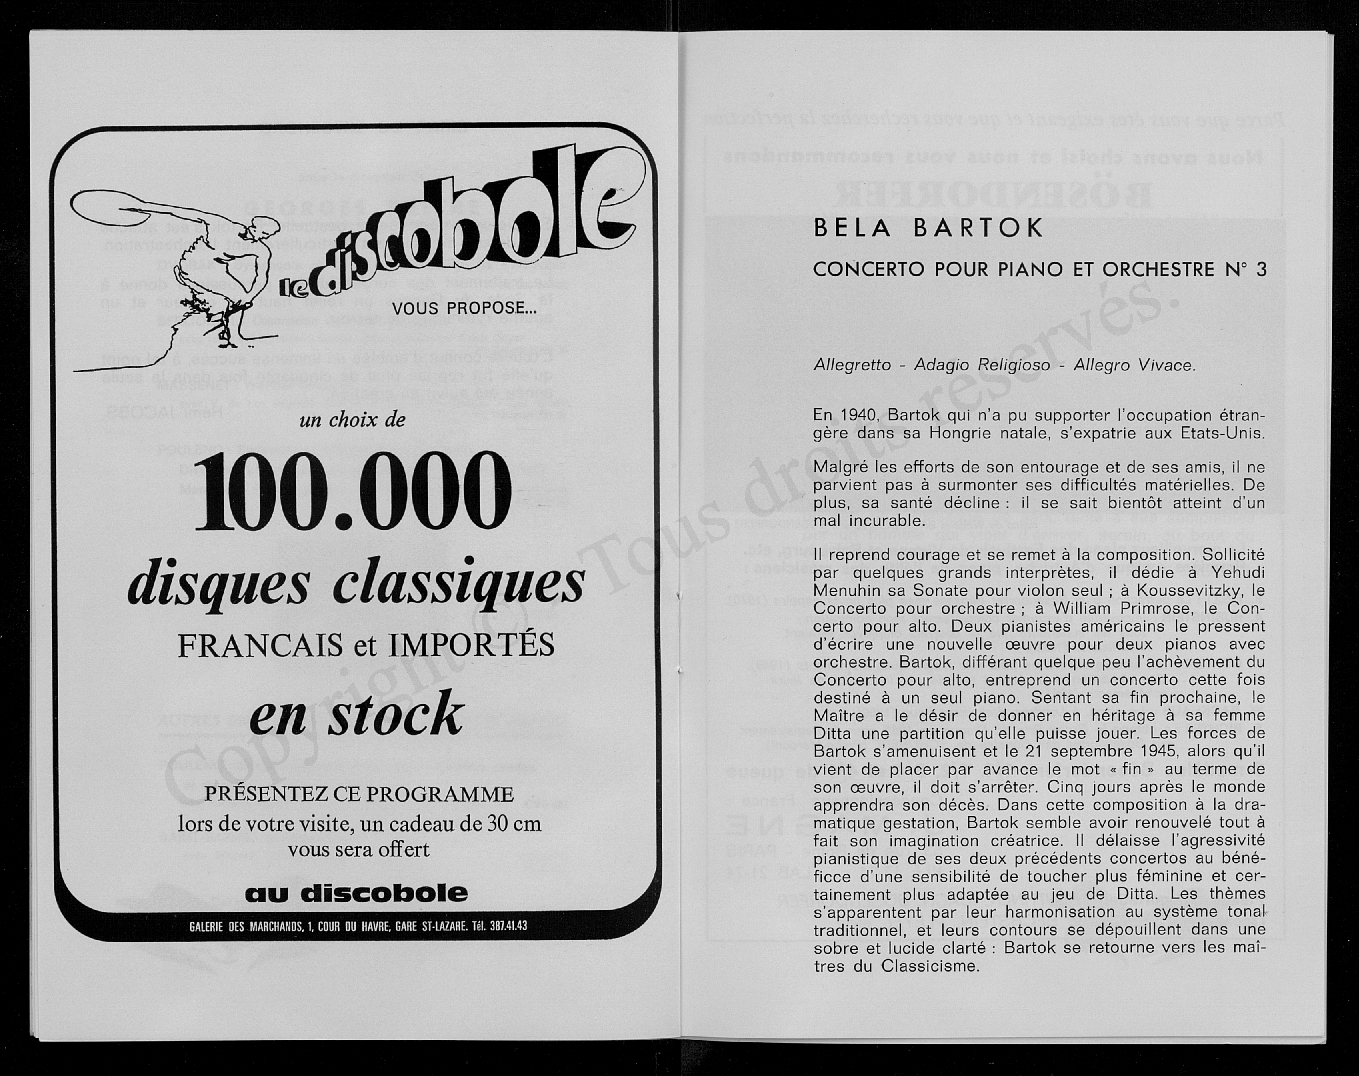 le discobole
VOUS PROPOSE...
un choix de
100.000
disques classiques
FRANCAIS et IMPORTÉS
en stock
PRÉSENTEZ CE PROGRAMME
lors de votre visite, un cadeau de 30 cm
vous sera offert
au discobole
GALERIE DES MARCHANDS, 1, COUR DU HAVRE, GARE ST-LAZARE. Tél. 387.41.43
BELA BARTOK
CONCERTO POUR PIANO ET ORCHESTRE N° 3
Allegretto - Adagio Religioso - Allegro Vivace.
En 1940, Bartok qui n'a pu supporter l'occupation étran-
gère dans sa Hongrie natale, s'expatrie aux Etats-Unis.
Malgré les efforts de son entourage et de ses amis, il ne
parvient pas à surmonter ses difficultés matérielles. De
plus, sa santé décline : il se sait bientôt atteint d'un
mal incurable.
Il reprend courage et se remet à la composition. Sollicité
par quelques grands interprètes, il dédie à Yehudi
Menuhin sa Sonate pour violon seul ; à Koussevitzky, le
Concerto pour orchestre ; à William Primrose, le Con-
certo pour alto. Deux pianistes américains le pressent
d'écrire une nouvelle œuvre pour deux pianos avec
orchestre. Bartok, différant quelque peu l'achèvement du
Concerto pour alto, entreprend un concerto cette fois
destiné à un seul piano. Sentant sa fin prochaine, le
Maître a le désir de donner en héritage à sa femme
Ditta une partition qu'elle puisse jouer. Les forces de
Bartok s'amenuisent et le 21 septembre 1945, alors qu'il
vient de placer par avance le mot « fin » au terme de
son œuvre, il doit s'arrêter. Cinq jours après le monde
apprendra son décès. Dans cette composition à la dra-
matique gestation, Bartok semble avoir renouvelé tout à
fait son imagination créatrice. Il délaisse l'agressivité
pianistique de ses deux précédents concertos au béné-
ficce d'une sensibilité de toucher plus féminine et cer-
tainement plus adaptée au jeu de Ditta. Les thèmes
s'apparentent par leur harmonisation au système tonal
traditionnel, et leurs contours se dépouillent dans une
sobre et lucide clarté : Bartok se retourne vers les maî-
tres du Classicisme.
Copyright © - Tous droits réservés.